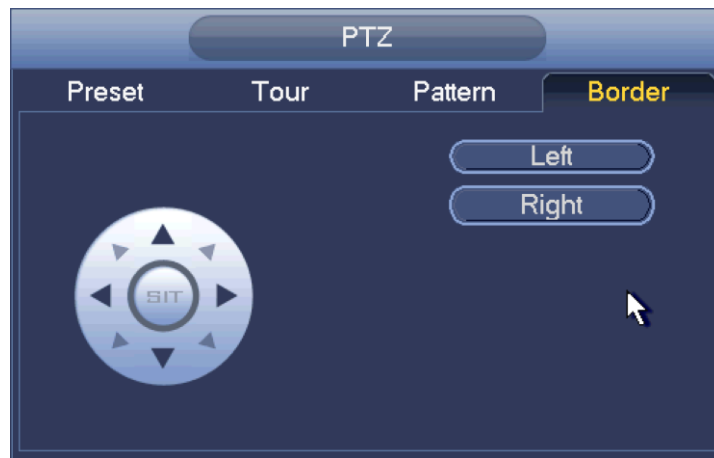 PTZ
Preset Tour Pattern Border
Left
Right
SIT